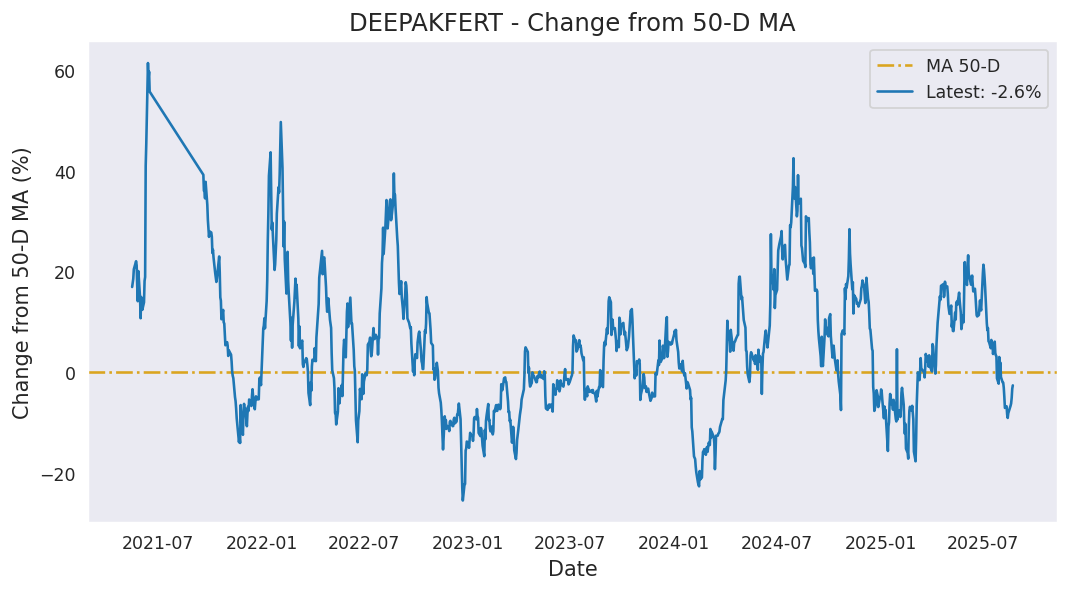 DEEPAKFERT - Change from 50-D MA
MA 50-D
Latest: -2.6%
Change from 50-D MA (%)
60
40
20
0
−20
2021-07 2022-01 2022-07 2023-01 2023-07 2024-01 2024-07 2025-01 2025-07
Date